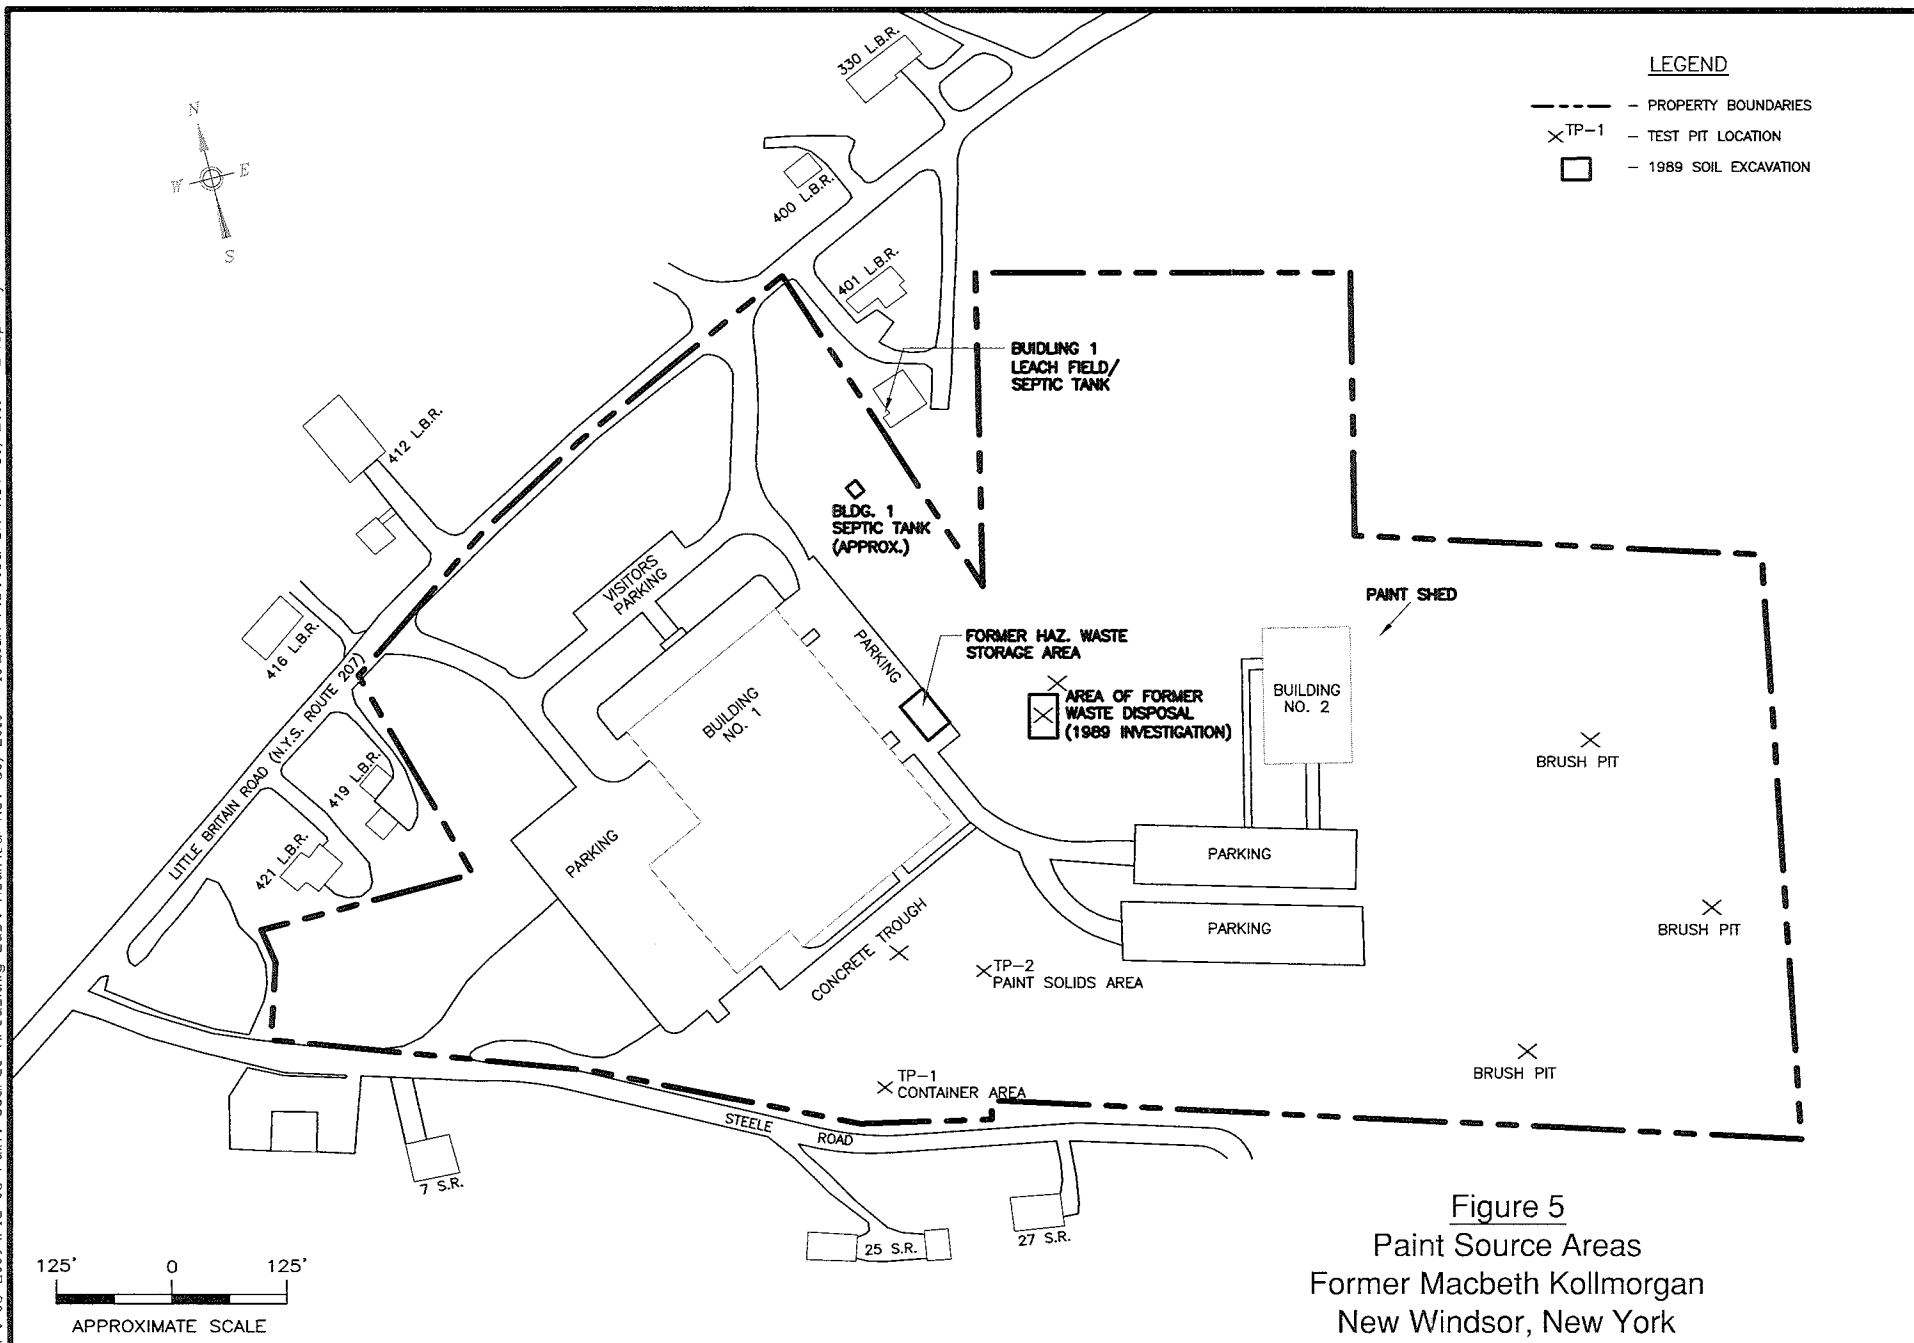 LEGEND
— PROPERTY BOUNDARIES
TP-1 — TEST PIT LOCATION
— 1989 SOIL EXCAVATION
N
W
E
S
330 L.B.R.
400 L.B.R.
401 L.B.R.
BUIDLING 1
LEACH FIELD/
SEPTIC TANK
412 L.B.R.
BLDG. 1
SEPTIC TANK
(APPROX.)
VISITORS
PARKING
416 L.B.R.
PARKING
FORMER HAZ. WASTE
STORAGE AREA
PAINT SHED
BUILDING
NO. 1
AREA OF FORMER
WASTE DISPOSAL
(1989 INVESTIGATION)
BUILDING
NO. 2
BRUSH PIT
LITTLE BRITAIN ROAD (N.Y.S. ROUTE 207)
419 L.B.R.
421 L.B.R.
PARKING
PARKING
PARKING
BRUSH PIT
CONCRETE TROUGH
TP-2
PAINT SOLIDS AREA
TP-1
CONTAINER AREA
BRUSH PIT
STEELE ROAD
7 S.R.
25 S.R.
27 S.R.
125' 0 125'
APPROXIMATE SCALE
Figure 5
Paint Source Areas
Former Macbeth Kollmorgan
New Windsor, New York